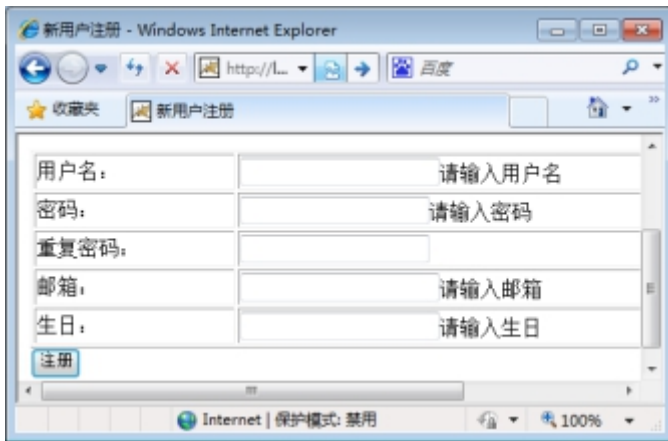 新用户注册 - Windows Internet Explorer
http://l... 百度
收藏夹 新用户注册
用户名： 请输入用户名
密码： 请输入密码
重复密码：
邮箱： 请输入邮箱
生日： 请输入生日
注册
Internet | 保护模式: 禁用 100%